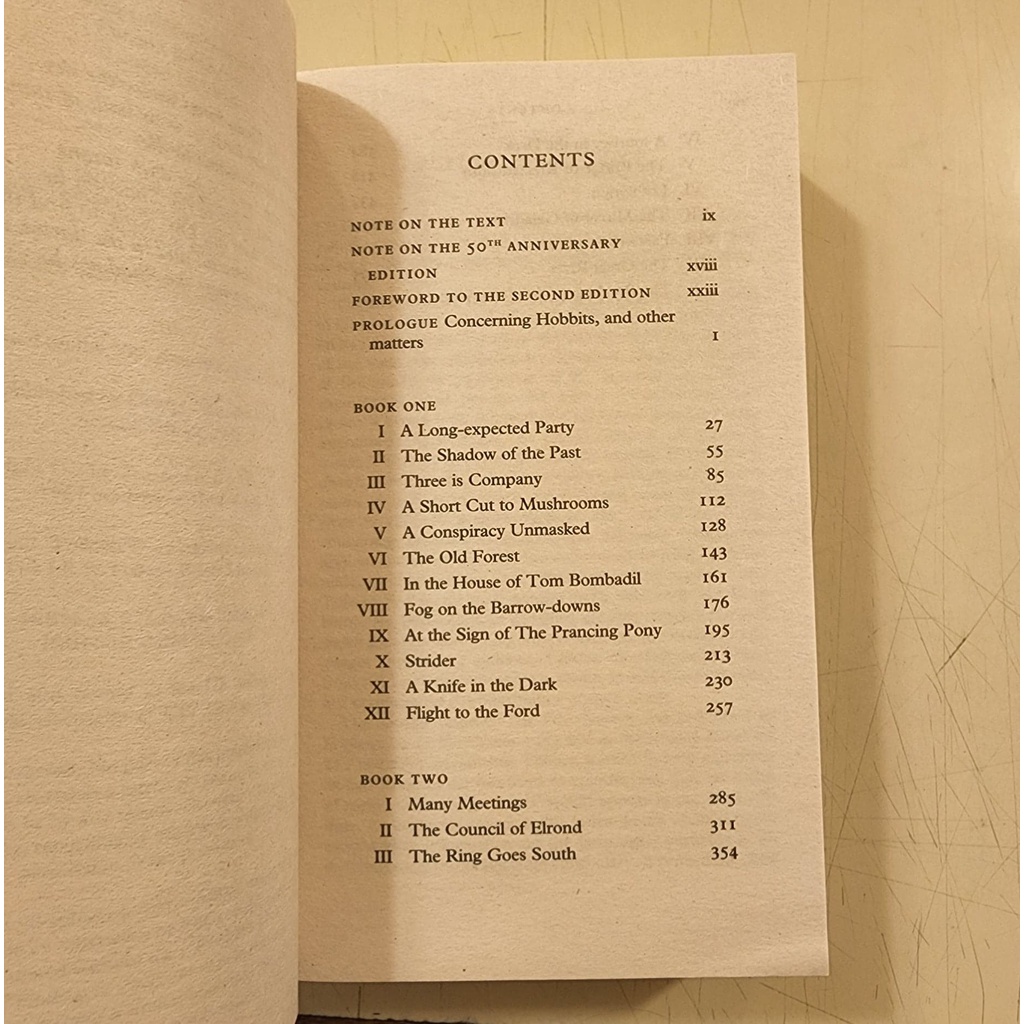 CONTENTS
NOTE ON THE TEXT ix
NOTE ON THE 50TH ANNIVERSARY
EDITION xviii
FOREWORD TO THE SECOND EDITION xxiii
PROLOGUE Concerning Hobbits, and other
matters 1
BOOK ONE
I A Long-expected Party 27
II The Shadow of the Past 55
III Three is Company 85
IV A Short Cut to Mushrooms 112
V A Conspiracy Unmasked 128
VI The Old Forest 143
VII In the House of Tom Bombadil 161
VIII Fog on the Barrow-downs 176
IX At the Sign of The Prancing Pony 195
X Strider 213
XI A Knife in the Dark 230
XII Flight to the Ford 257
BOOK TWO
I Many Meetings 285
II The Council of Elrond 311
III The Ring Goes South 354